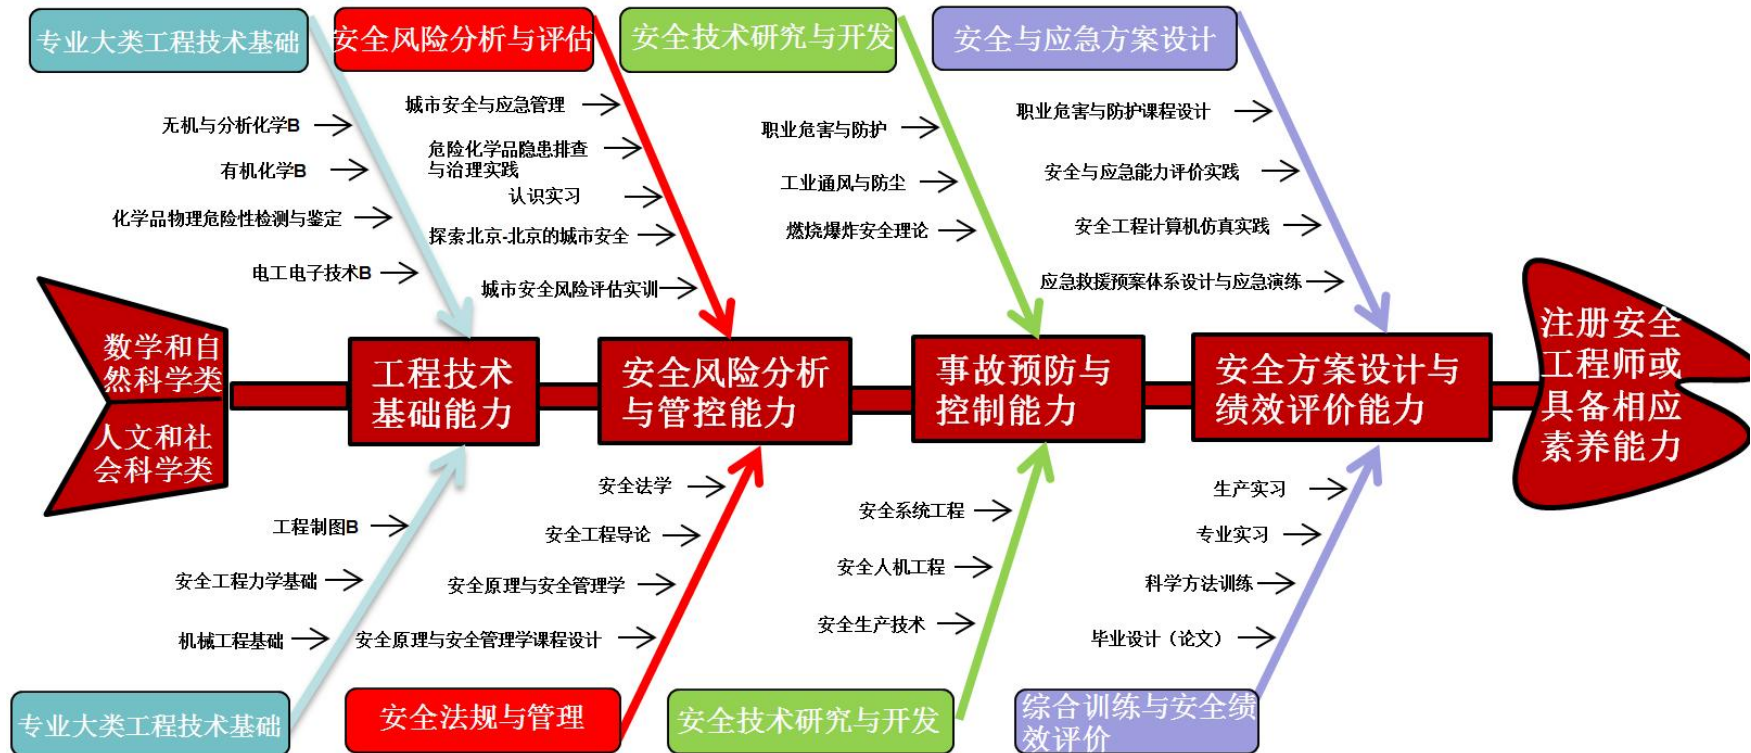 专业大类工程技术基础
安全风险分析与评估
安全技术研究与开发
安全与应急方案设计
无机与分析化学B
有机化学B
化学品物理危险性检测与鉴定
电工电子技术B
城市安全与应急管理
危险化学品隐患排查
与治理实践
认识实习
探索北京-北京的城市安全
城市安全风险评估实训
职业危害与防护
工业通风与防尘
燃烧爆炸安全理论
职业危害与防护课程设计
安全与应急能力评价实践
安全工程计算机仿真实践
应急救援预案体系设计与应急演练
数学和自
然科学类
人文和社
会科学类
工程技术
基础能力
安全风险分析
与管控能力
事故预防与
控制能力
安全方案设计与
绩效评价能力
注册安全
工程师或
具备相应
素养能力
工程制图B
安全工程力学基础
机械工程基础
安全法学
安全工程导论
安全原理与安全管理学
安全原理与安全管理学课程设计
安全系统工程
安全人机工程
安全生产技术
生产实习
专业实习
科学方法训练
毕业设计（论文）
专业大类工程技术基础
安全法规与管理
安全技术研究与开发
综合训练与安全绩
效评价